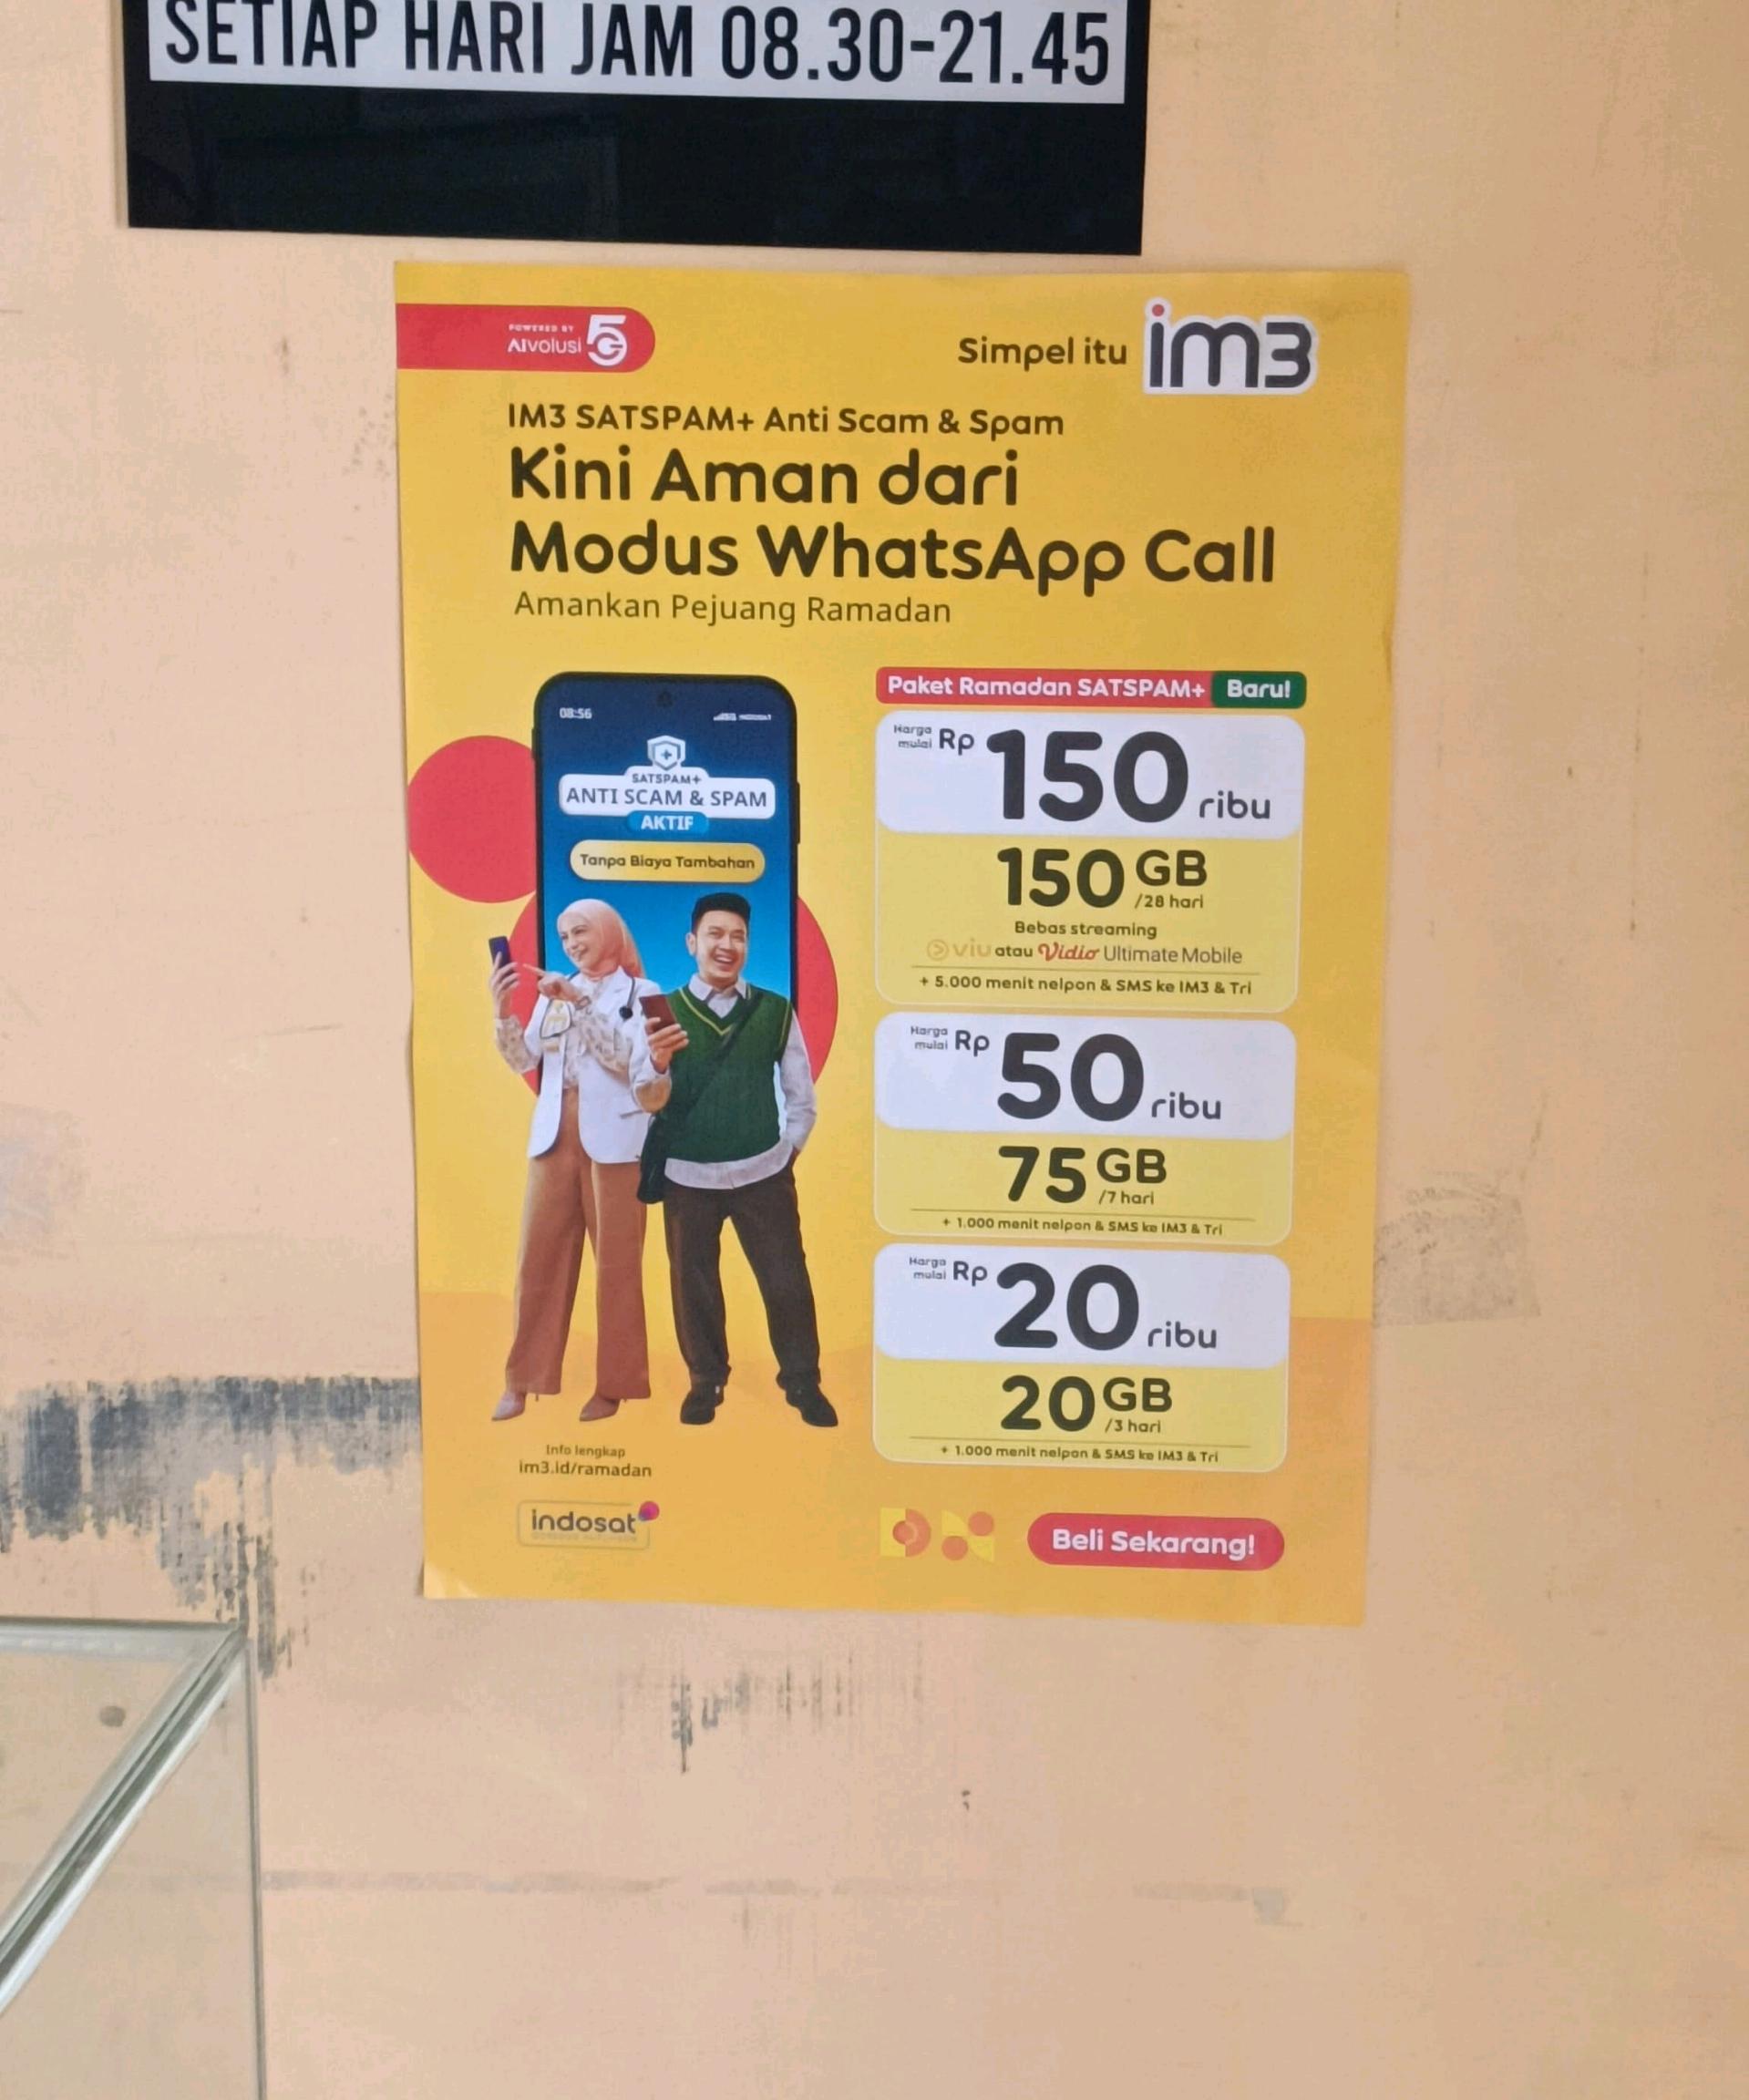 SETIAP HARI JAM 08.30-21.45
POWERED BY
AIvolusi 5G
Simpel itu im3
IM3 SATSPAM+ Anti Scam & Spam
Kini Aman dari
Modus WhatsApp Call
Amankan Pejuang Ramadan
08:56
SATSPAM+
ANTI SCAM & SPAM
AKTIF
Tanpa Biaya Tambahan
Paket Ramadan SATSPAM+ Baru!
Harga mulai Rp 150 ribu
150 GB /28 hari
Bebas streaming
viu atau Vidio Ultimate Mobile
+ 5.000 menit nelpon & SMS ke IM3 & Tri
Harga mulai Rp 50 ribu
75 GB /7 hari
+ 1.000 menit nelpon & SMS ke IM3 & Tri
Harga mulai Rp 20 ribu
20 GB /3 hari
+ 1.000 menit nelpon & SMS ke IM3 & Tri
Info lengkap
im3.id/ramadan
indosat
Beli Sekarang!